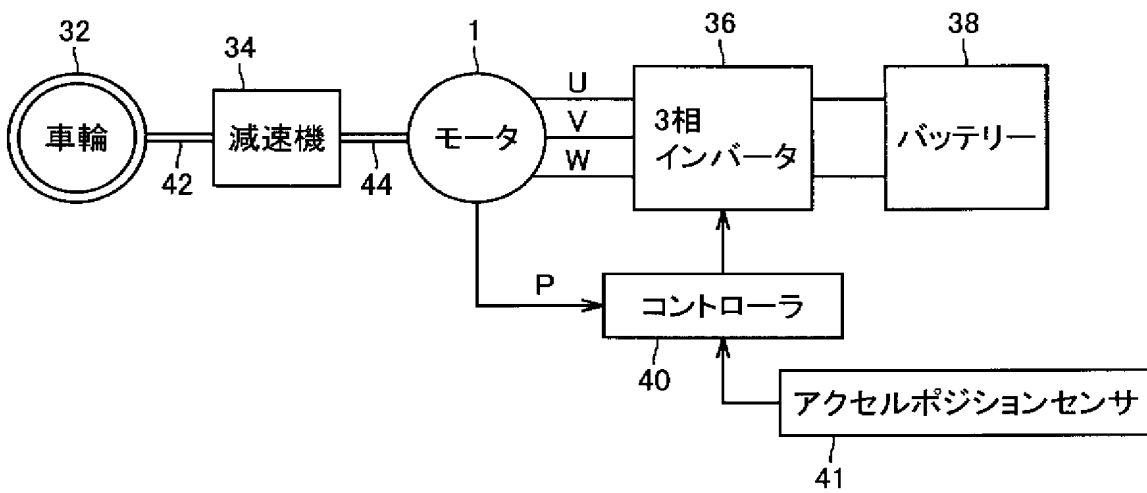 32
34
1
36
38
車輪
減速機
モータ
U
V
W
3相
インバータ
バッテリー
42
44
P
コントローラ
40
アクセルポジションセンサ
41